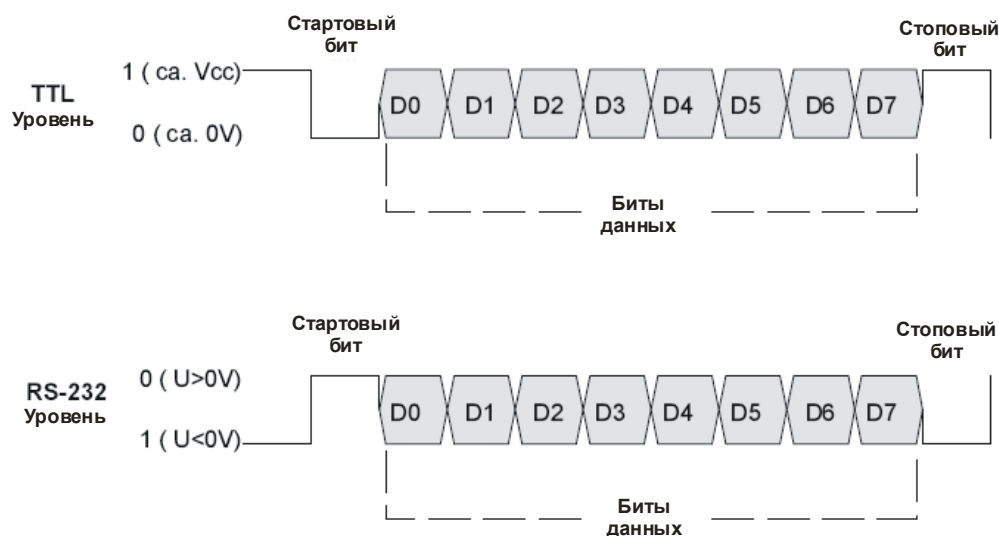 Стартовый
бит
Стоповый
бит
1 ( ca. Vcc)
TTL
Уровень
0 ( ca. 0V)
D0 D1 D2 D3 D4 D5 D6 D7
Биты
данных
Стартовый
бит
Стоповый
бит
0 ( U>0V)
RS-232
Уровень
1 ( U<0V)
D0 D1 D2 D3 D4 D5 D6 D7
Биты
данных